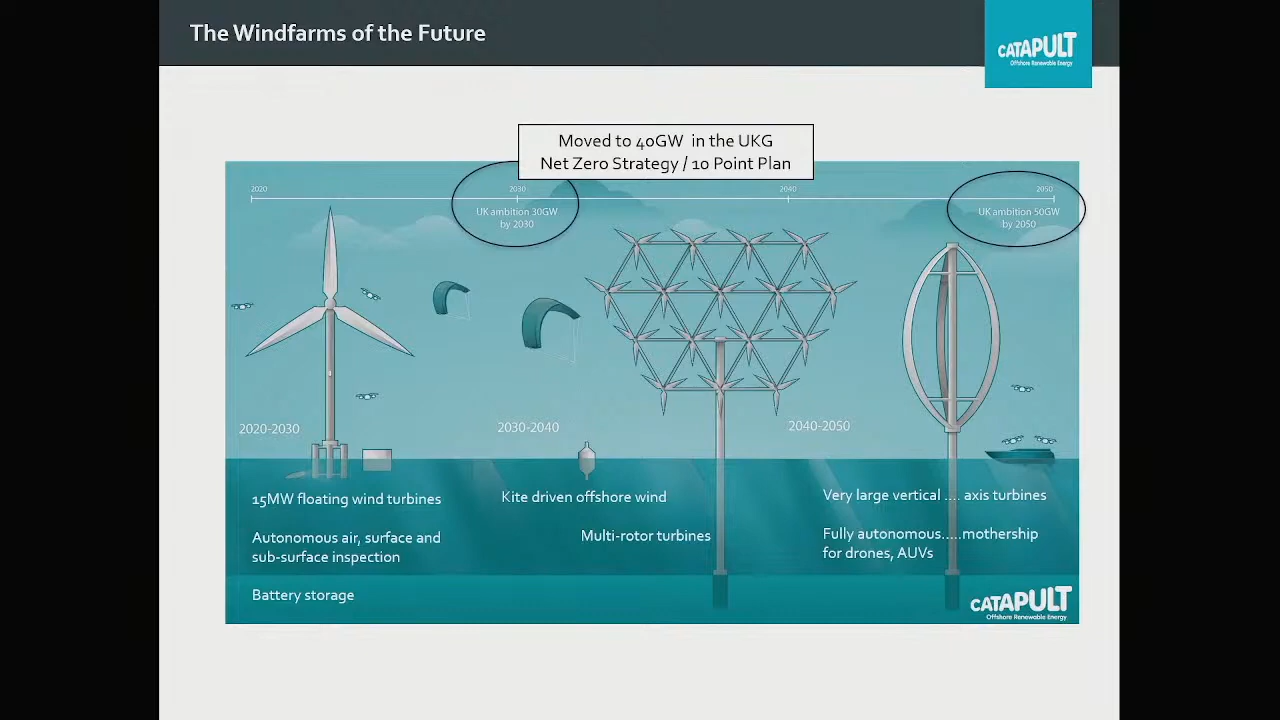 The Windfarms of the Future
CATAPULT
Offshore Renewable Energy
Moved to 40GW in the UKG
Net Zero Strategy / 10 Point Plan
2020
2030
2040
2050
UK ambition 30GW
by 2030
UK ambition 50GW
by 2050
2020-2030
2030-2040
2040-2050
15MW floating wind turbines
Autonomous air, surface and
sub-surface inspection
Battery storage
Kite driven offshore wind
Multi-rotor turbines
Very large vertical .... axis turbines
Fully autonomous.....mothership
for drones, AUVs
CATAPULT
Offshore Renewable Energy